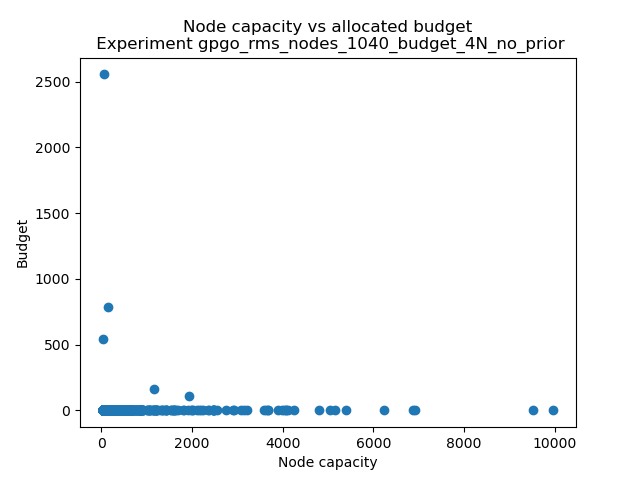 Node capacity vs allocated budget
Experiment gpgo_rms_nodes_1040_budget_4N_no_prior
2500
2000
1500
1000
500
0
Budget
0 2000 4000 6000 8000 10000
Node capacity